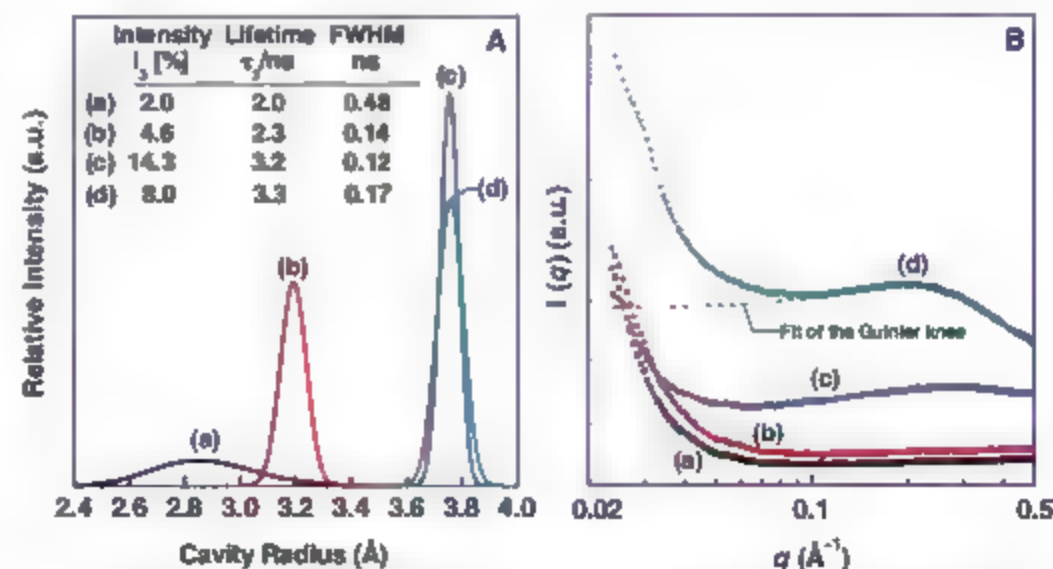 A
Intensity Lifetime FWHM
I₃ [%] τ₃/ns ns
(a) 2.0 2.0 0.48
(b) 4.6 2.3 0.14
(c) 14.3 3.2 0.12
(d) 8.0 3.3 0.17
(c)
(d)
(b)
(a)
Relative Intensity (a.u.)
2.4 2.6 2.8 3.0 3.2 3.4 3.6 3.8 4.0
Cavity Radius (Å)
B
(d)
Fit of the Guinier knee
(c)
(b)
(a)
I (q) (a.u.)
0.02 0.1 0.5
q (Å⁻¹)